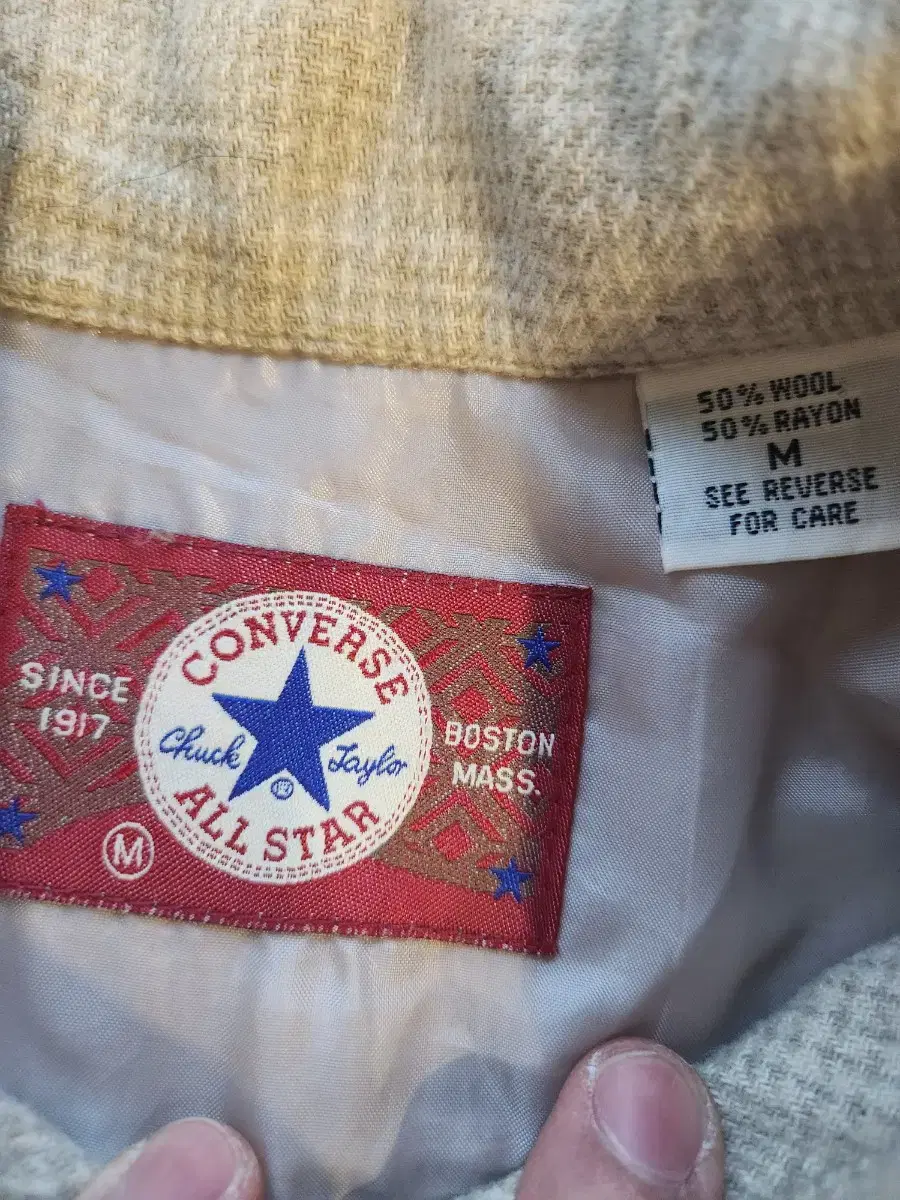 50% WOOL
50% RAYON
M
SEE REVERSE
FOR CARE
CONVERSE
SINCE
1917
Chuck Taylor
BOSTON
MASS.
ALL STAR
®
M